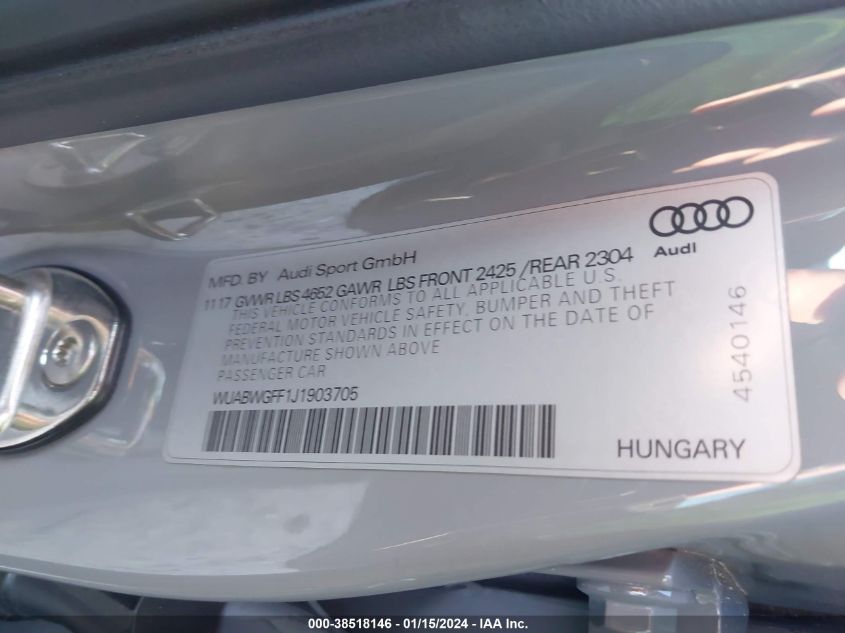 MFD. BY Audi Sport GmbH
11 17 GVWR LBS 4652 GAWR LBS FRONT 2425 / REAR 2304
THIS VEHICLE CONFORMS TO ALL APPLICABLE U.S.
FEDERAL MOTOR VEHICLE SAFETY, BUMPER AND THEFT
PREVENTION STANDARDS IN EFFECT ON THE DATE OF
MANUFACTURE SHOWN ABOVE
PASSENGER CAR
WUABWGFF1J1903705
Audi
4540146
HUNGARY
000-38518146 - 01/15/2024 - IAA Inc.